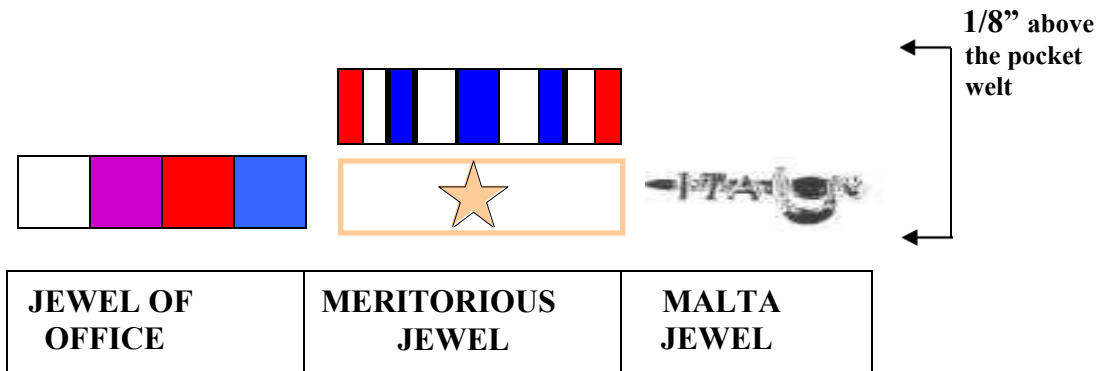 1/8” above
the pocket
welt
JEWEL OF
OFFICE
MERITORIOUS
JEWEL
MALTA
JEWEL